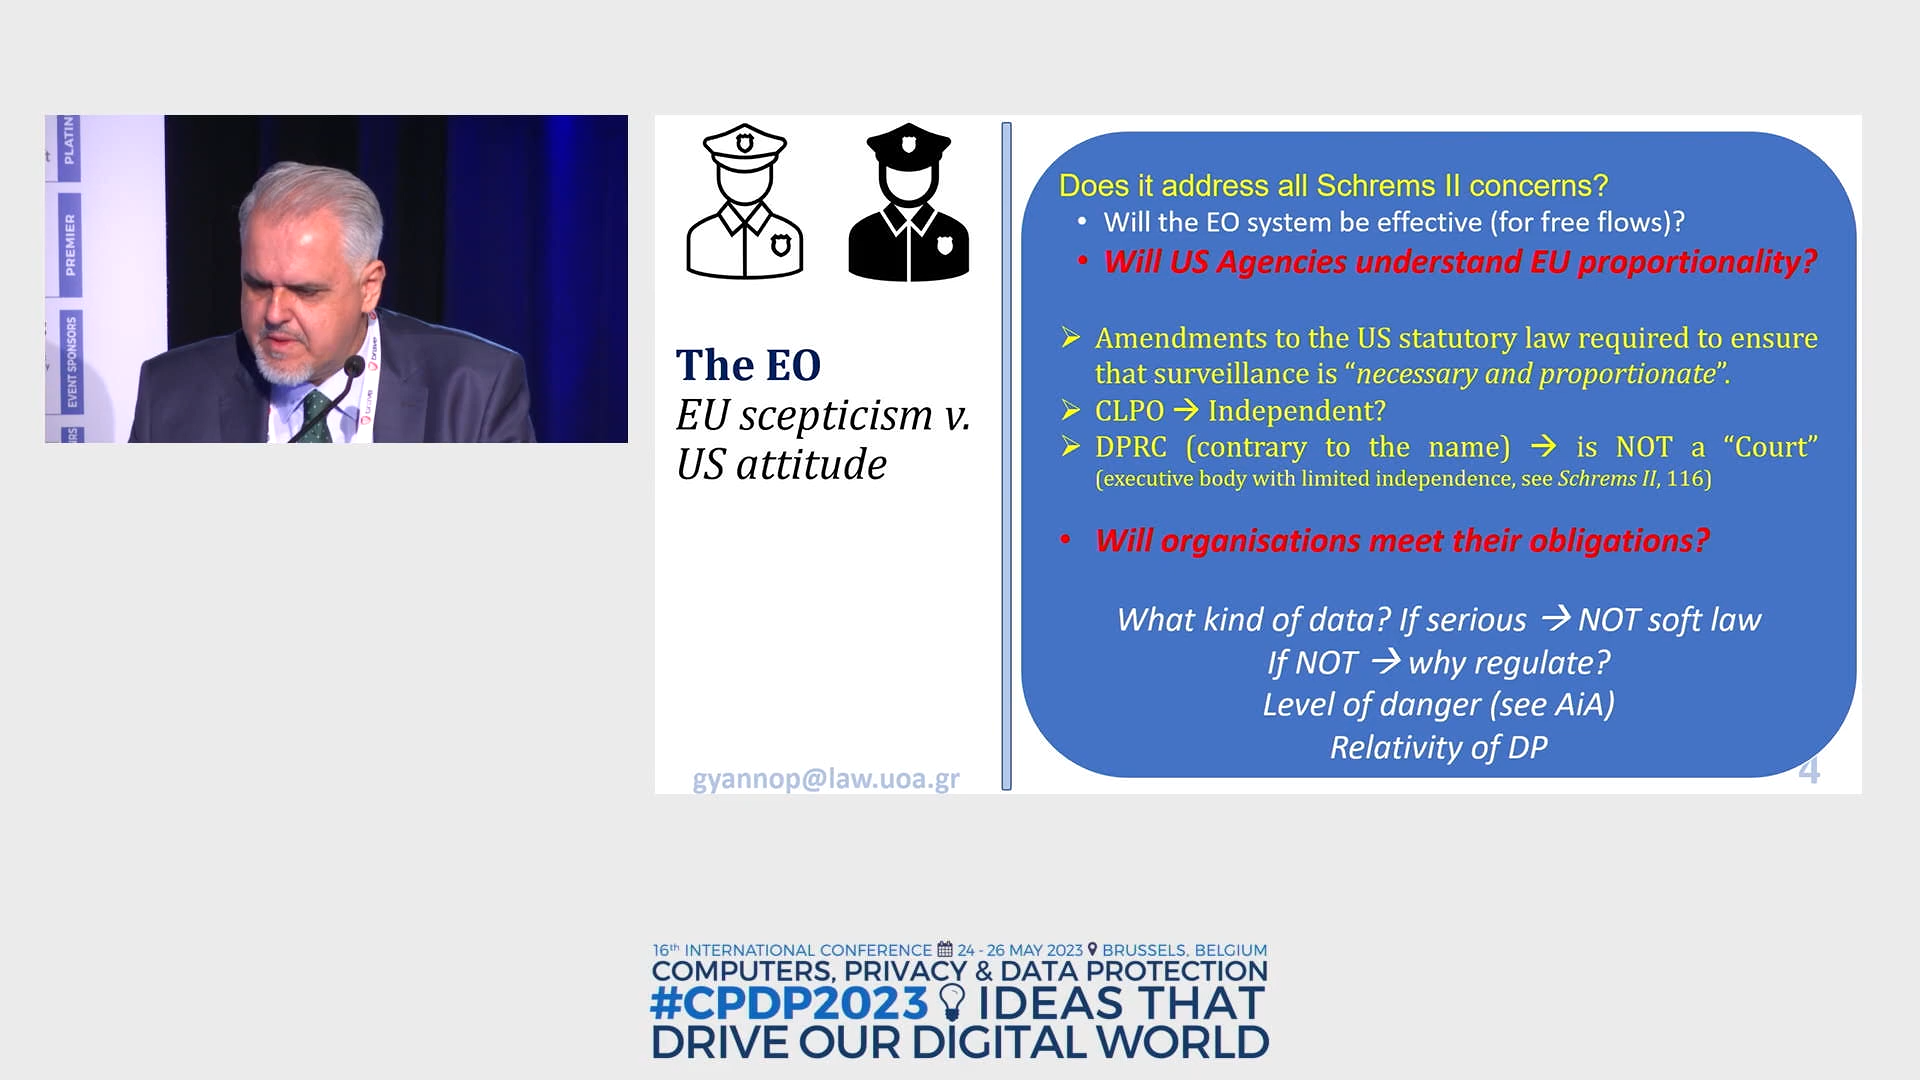 PLATIN
PREMIER
EVENT SPONSORS
brave
brave
The EO
EU scepticism v.
US attitude
gyannop@law.uoa.gr
Does it address all Schrems II concerns?
• Will the EO system be effective (for free flows)?
• Will US Agencies understand EU proportionality?
➢ Amendments to the US statutory law required to ensure
that surveillance is “necessary and proportionate”.
➢ CLPO → Independent?
➢ DPRC (contrary to the name) → is NOT a “Court”
(executive body with limited independence, see Schrems II, 116)
• Will organisations meet their obligations?
What kind of data? If serious → NOT soft law
If NOT → why regulate?
Level of danger (see AiA)
Relativity of DP
4
16th INTERNATIONAL CONFERENCE 24 - 26 MAY 2023 BRUSSELS, BELGIUM
COMPUTERS, PRIVACY & DATA PROTECTION
#CPDP2023 IDEAS THAT
DRIVE OUR DIGITAL WORLD